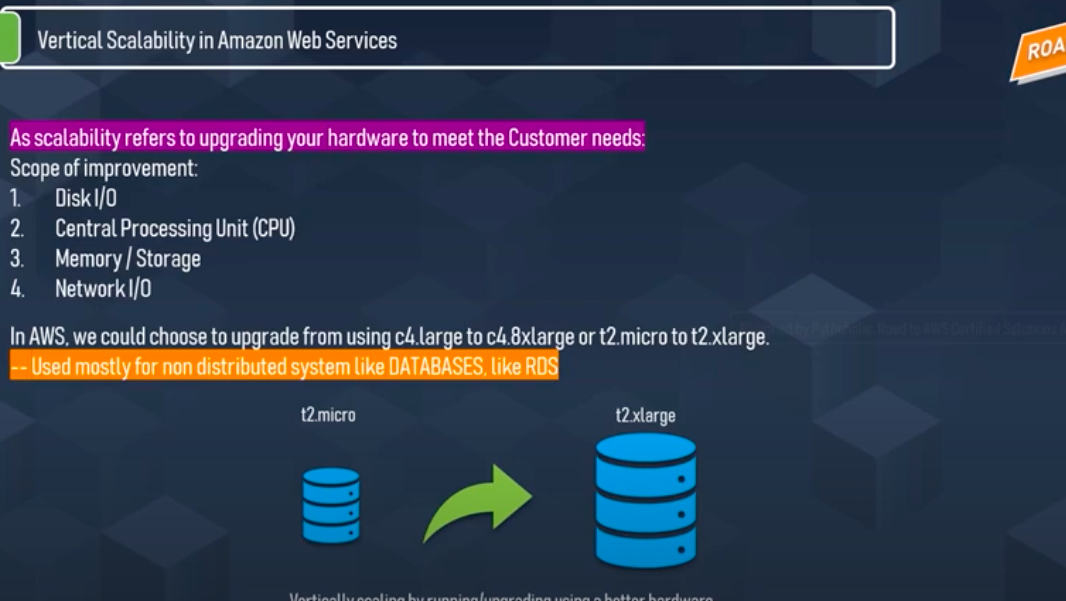 Vertical Scalability in Amazon Web Services
ROA
As scalability refers to upgrading your hardware to meet the Customer needs:
Scope of improvement:
1. Disk I/O
2. Central Processing Unit (CPU)
3. Memory / Storage
4. Network I/O
In AWS, we could choose to upgrade from using c4.large to c4.8xlarge or t2.micro to t2.xlarge.
-- Used mostly for non distributed system like DATABASES, like RDS
t2.micro
t2.xlarge
Vertically scaling by running/upgrading using a better hardware